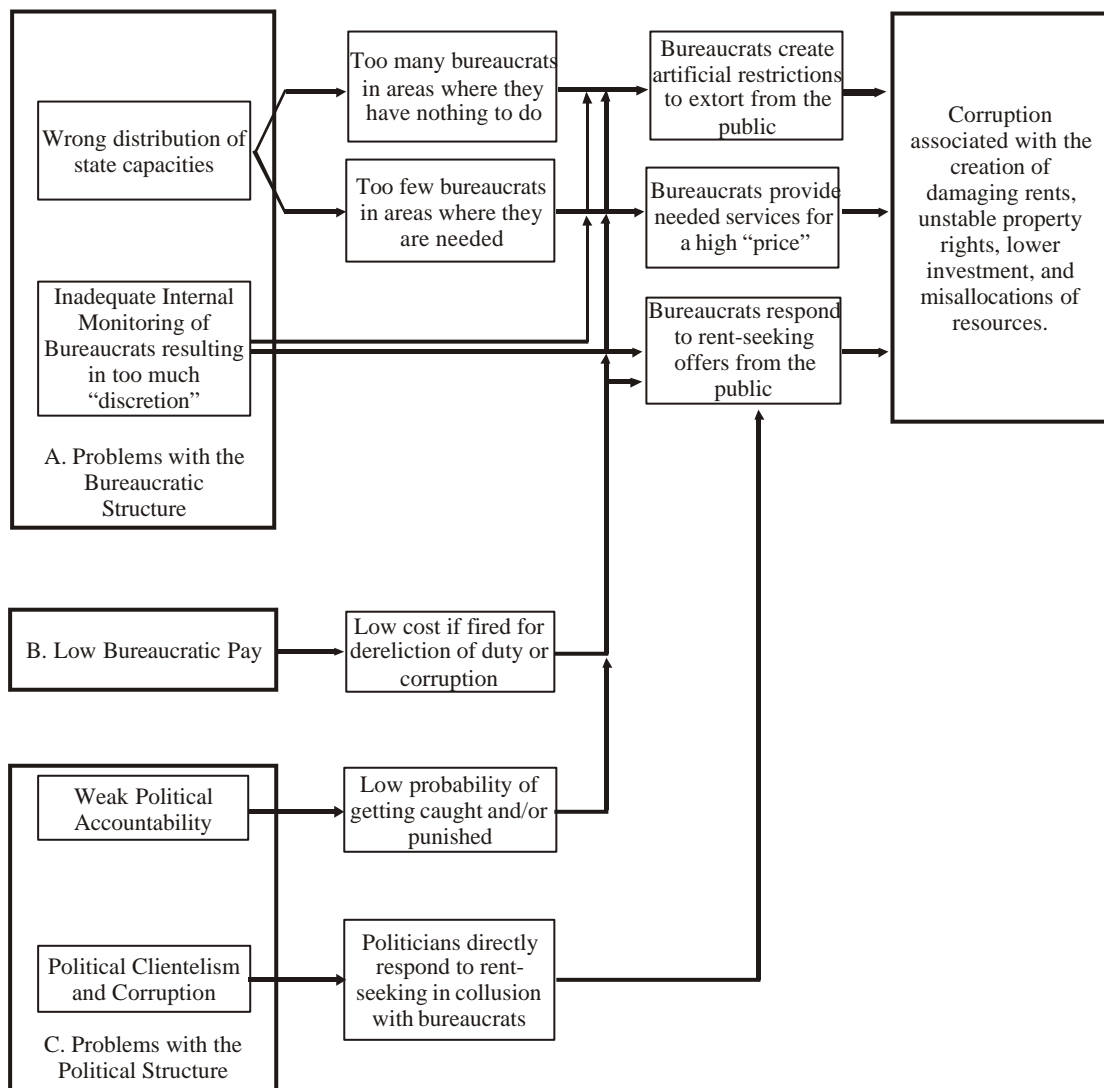 Too many bureaucrats
in areas where they
have nothing to do
Bureaucrats create
artificial restrictions
to extort from the
public
Wrong distribution of
state capacities
Too few bureaucrats
in areas where they
are needed
Bureaucrats provide
needed services for
a high “price”
Corruption
associated with the
creation of
damaging rents,
unstable property
rights, lower
investment, and
misallocations of
resources.
Inadequate Internal
Monitoring of
Bureaucrats resulting
in too much
“discretion”
Bureaucrats respond
to rent-seeking
offers from the
public
A. Problems with the
Bureaucratic
Structure
B. Low Bureaucratic Pay
Low cost if fired for
dereliction of duty or
corruption
Weak Political
Accountability
Low probability of
getting caught and/or
punished
Political Clientelism
and Corruption
Politicians directly
respond to rent-
seeking in collusion
with bureaucrats
C. Problems with the
Political Structure